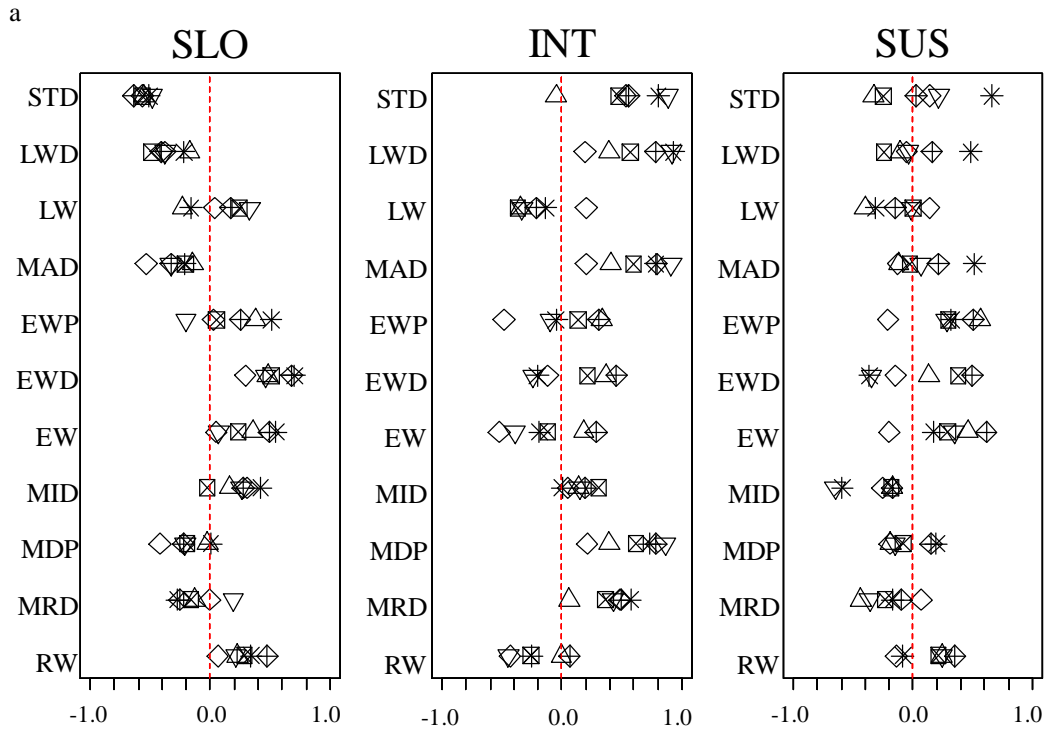 a
SLO INT SUS
STD STD STD
LWD LWD LWD
LW LW LW
MAD MAD MAD
EWP EWP EWP
EWD EWD EWD
EW EW EW
MID MID MID
MDP MDP MDP
MRD MRD MRD
RW RW RW
-1.0 0.0 1.0 -1.0 0.0 1.0 -1.0 0.0 1.0